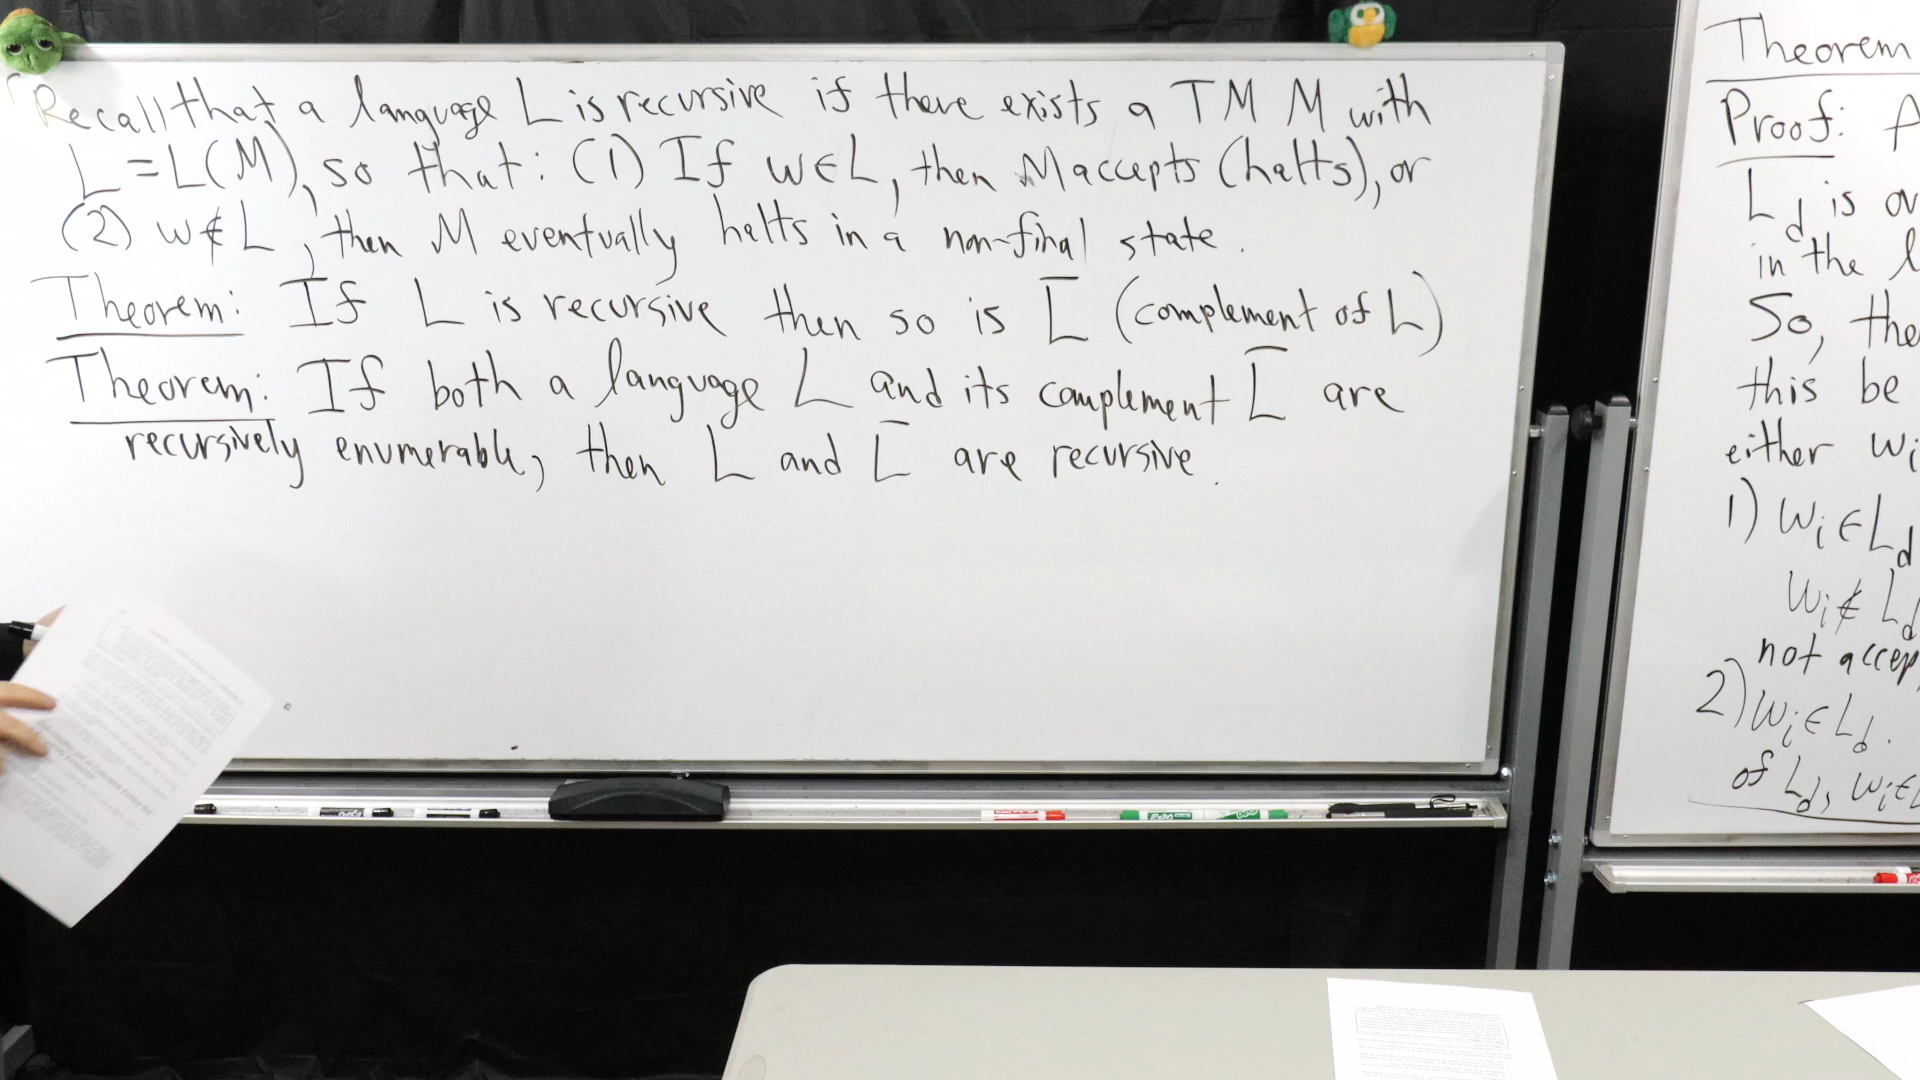 Recall that a language L is recursive if there exists a TM M with
L = L(M), so that: (1) If w∈L, then M accepts (halts), or
(2) w∉L, then M eventually halts in a non-final state.
Theorem: If L is recursive then so is L̅ (complement of L)
Theorem: If both a language L and its complement L̅ are
recursively enumerable, then L and L̅ are recursive.
Theorem
Proof:
L_d is
in the
So,
this be
either
1) w_i∈L_d
w_i∉L_d
not
2) w_i∈L_d.
of L_d,